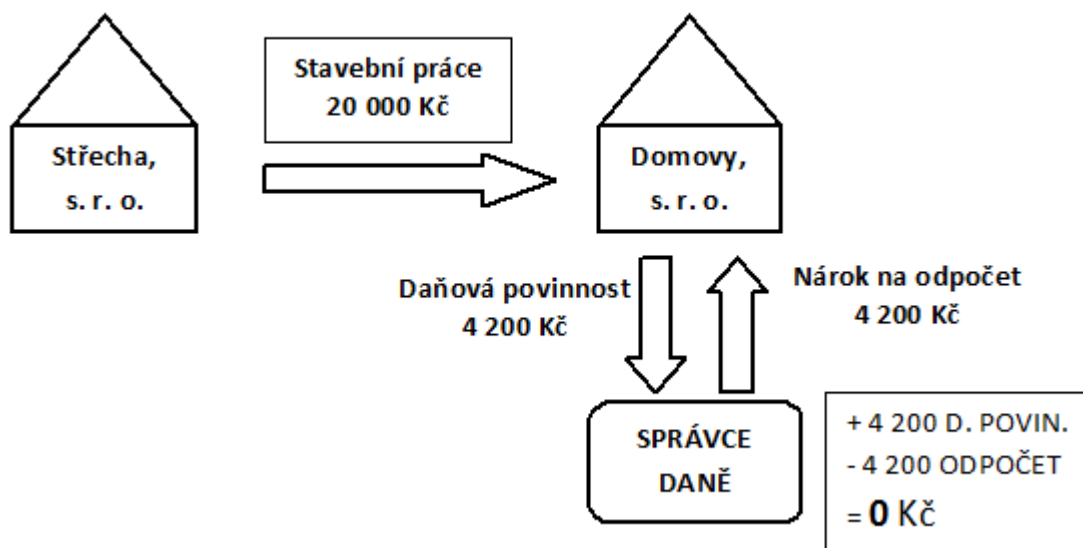 Stavební práce
20 000 Kč
Střecha,
s. r. o.
Domovy,
s. r. o.
Daňová povinnost
4 200 Kč
Nárok na odpočet
4 200 Kč
SPRÁVCE
DANĚ
+ 4 200 D. POVIN.
- 4 200 ODPOČET
= 0 Kč